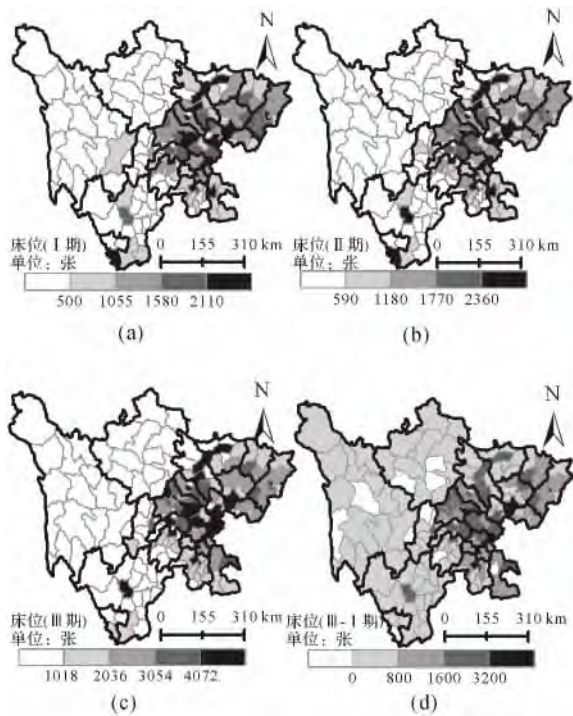 N
N
床位(Ⅰ期)
单位：张
0 155 310 km
500 1055 1580 2110
(a)
床位(Ⅱ期)
单位：张
0 155 310 km
590 1180 1770 2360
(b)
N
N
床位(Ⅲ期)
单位：张
0 155 310 km
1018 2036 3054 4072
(c)
床位(Ⅲ-Ⅰ期)
单位：张
0 155 310 km
0 800 1600 3200
(d)